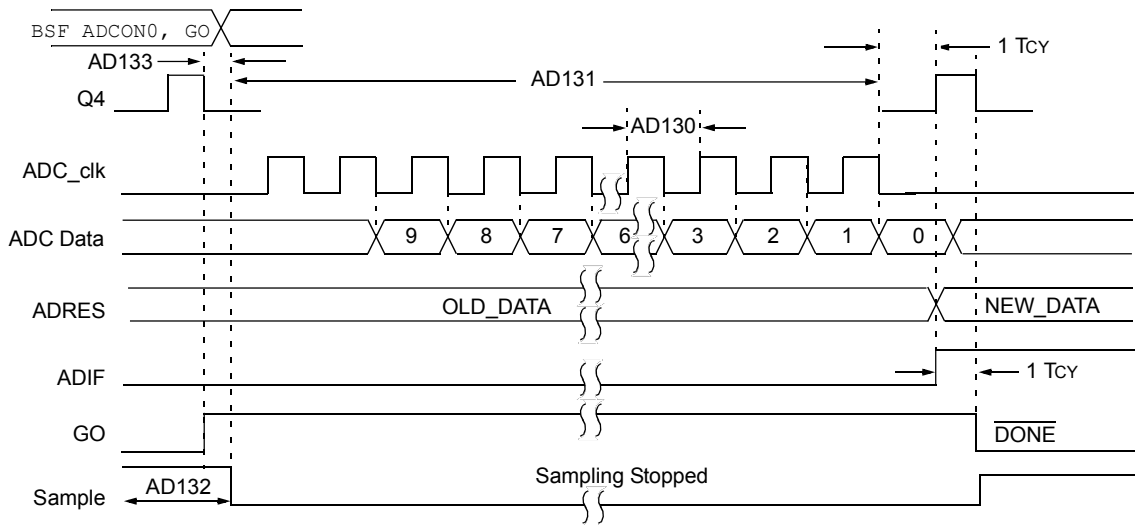 BSF ADCON0, GO
AD133
1 TCY
AD131
Q4
AD130
ADC_clk
ADC Data
9 8 7 6 3 2 1 0
ADRES
OLD_DATA
NEW_DATA
ADIF
1 TCY
GO
DONE
Sample
AD132
Sampling Stopped